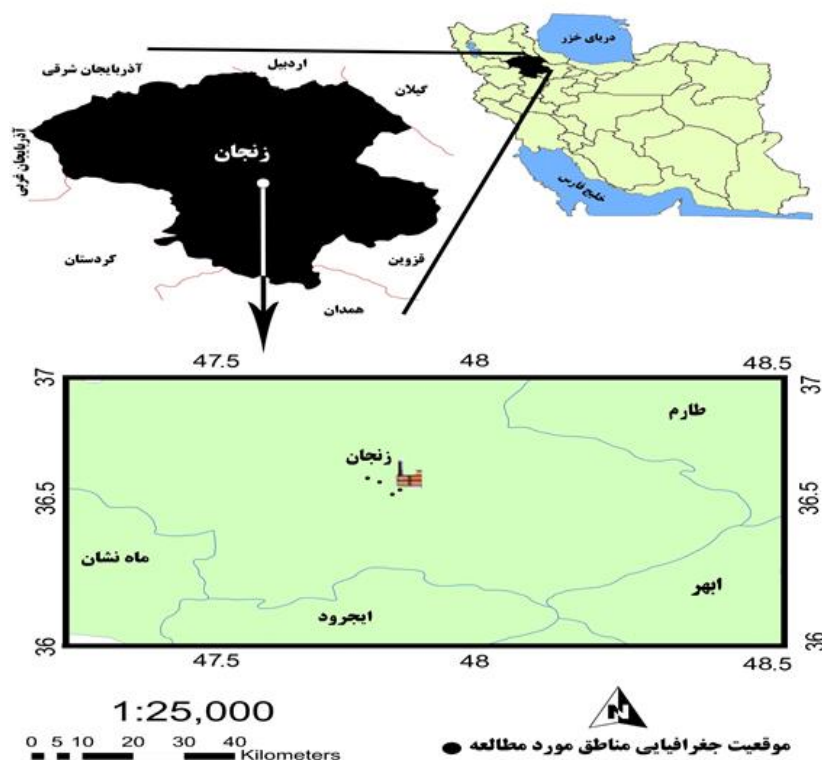 دریای خزر
خلیج فارس
آذربایجان شرقی
اردبیل
گیلان
زنجان
آذربایجان غربی
کردستان
قزوین
همدان
47.5 48 48.5
37 37
طارم
زنجان
36.5 36.5
ماه نشان
ابهر
ایجرود
36 36
47.5 48 48.5
1:25,000
N
0 5 10 20 30 40 Kilometers
موقعیت جغرافیایی مناطق مورد مطالعه